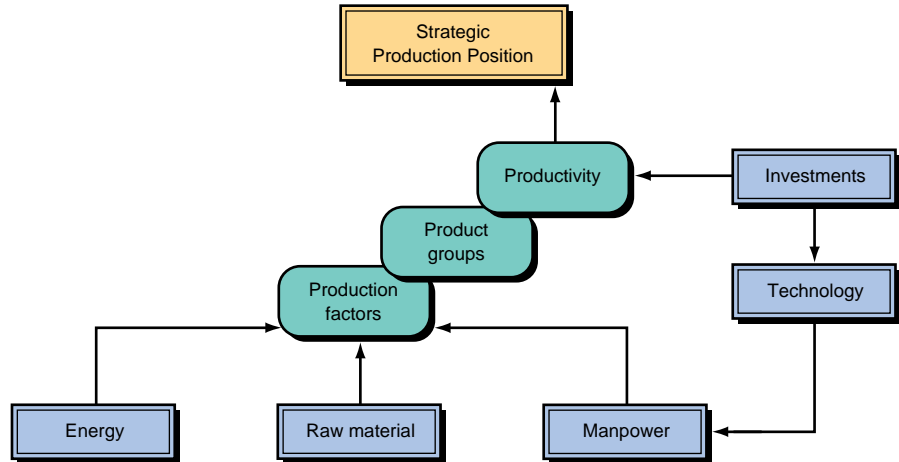 Strategic
Production Position
Productivity
Investments
Product
groups
Technology
Production
factors
Energy
Raw material
Manpower